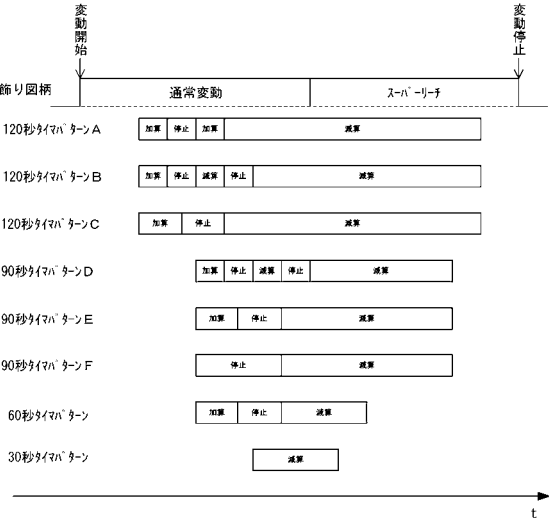 変動開始
変動停止
飾り図柄 通常変動 スーパーリーチ
120秒タイマパターンA 加算 停止 加算 減算
120秒タイマパターンB 加算 停止 減算 停止 減算
120秒タイマパターンC 加算 停止 減算
90秒タイマパターンD 加算 停止 減算 停止 減算
90秒タイマパターンE 加算 停止 減算
90秒タイマパターンF 停止 減算
60秒タイマパターン 加算 停止 減算
30秒タイマパターン 減算
t